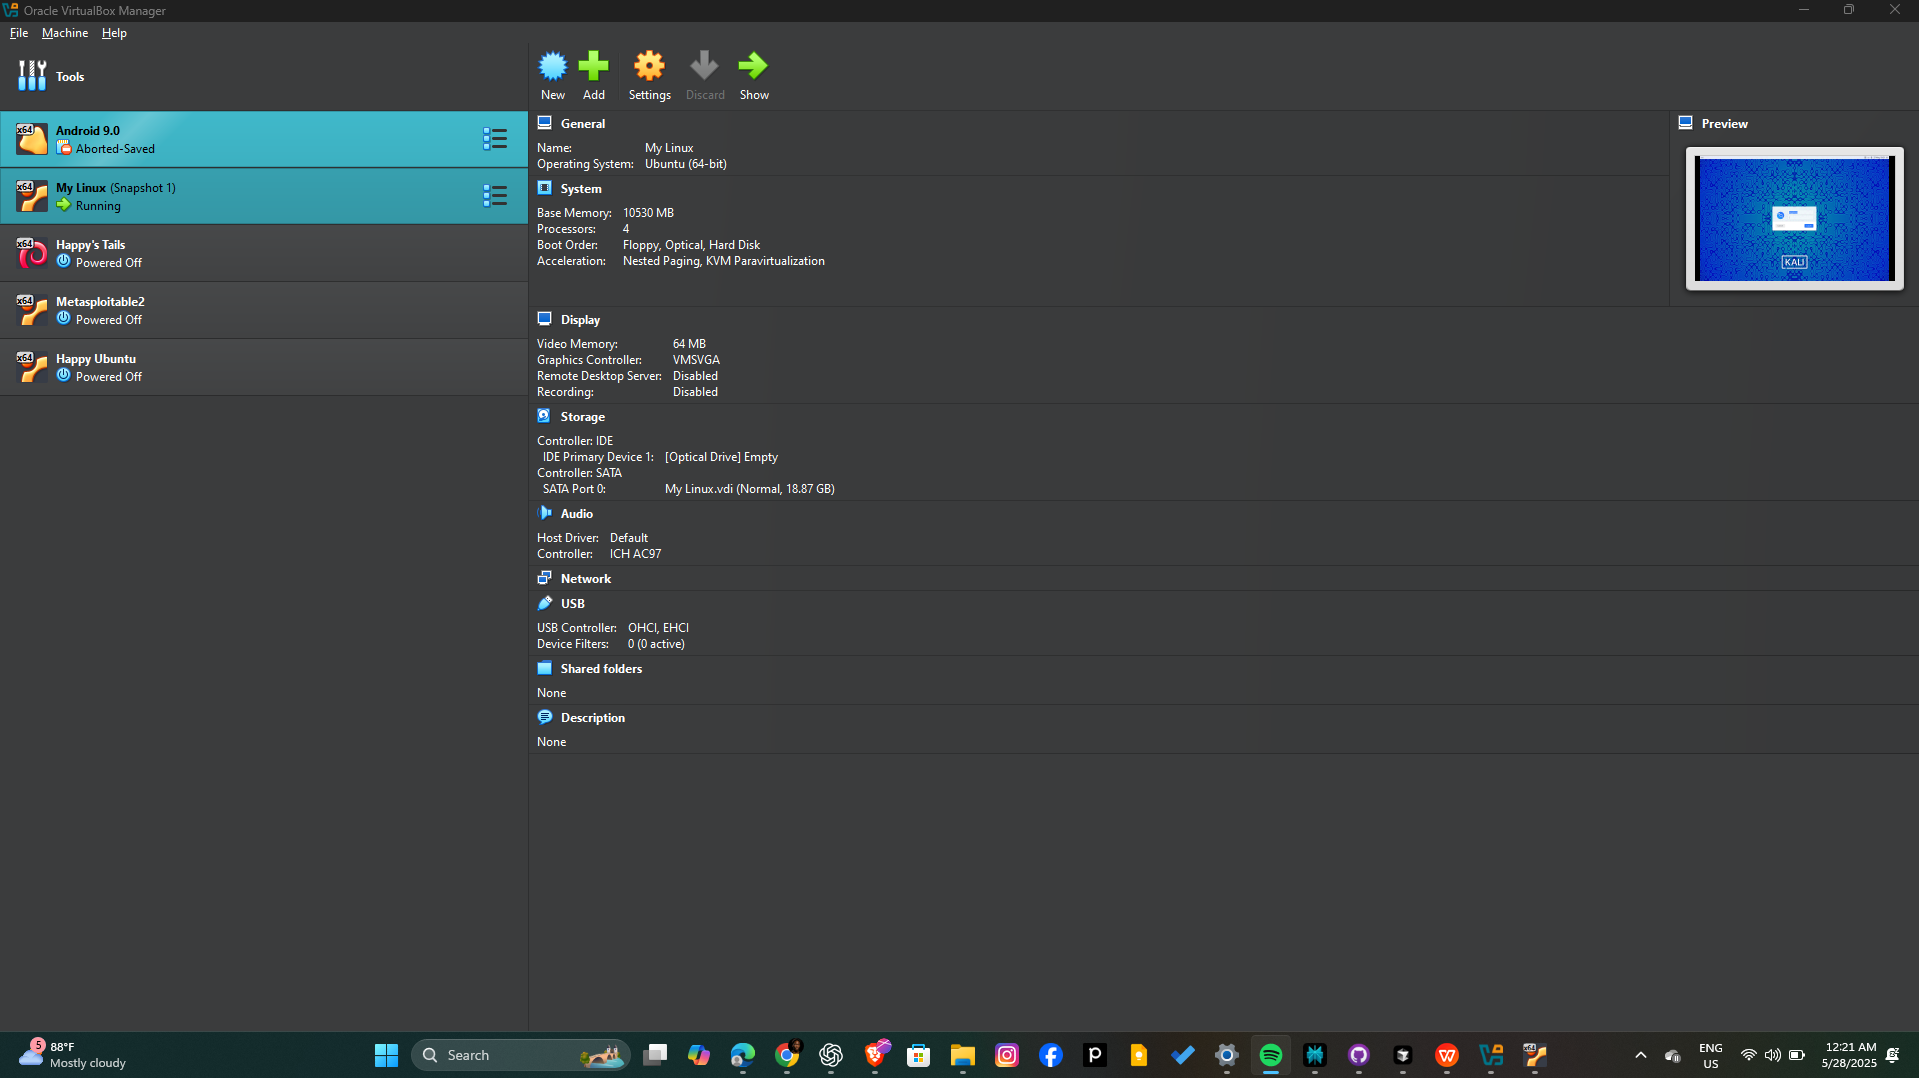 Oracle VirtualBox Manager
File Machine Help
Tools
New Add Settings Discard Show
x64 Android 9.0
Aborted-Saved
x64 My Linux (Snapshot 1)
Running
x64 Happy's Tails
Powered Off
x64 Metasploitable2
Powered Off
x64 Happy Ubuntu
Powered Off
General
Name: My Linux
Operating System: Ubuntu (64-bit)
System
Base Memory: 10530 MB
Processors: 4
Boot Order: Floppy, Optical, Hard Disk
Acceleration: Nested Paging, KVM Paravirtualization
Preview
KALI
Display
Video Memory: 64 MB
Graphics Controller: VMSVGA
Remote Desktop Server: Disabled
Recording: Disabled
Storage
Controller: IDE
IDE Primary Device 1: [Optical Drive] Empty
Controller: SATA
SATA Port 0: My Linux.vdi (Normal, 18.87 GB)
Audio
Host Driver: Default
Controller: ICH AC97
Network
USB
USB Controller: OHCI, EHCI
Device Filters: 0 (0 active)
Shared folders
None
Description
None
5
88°F
Mostly cloudy
Search
ENG
US
12:21 AM
5/28/2025